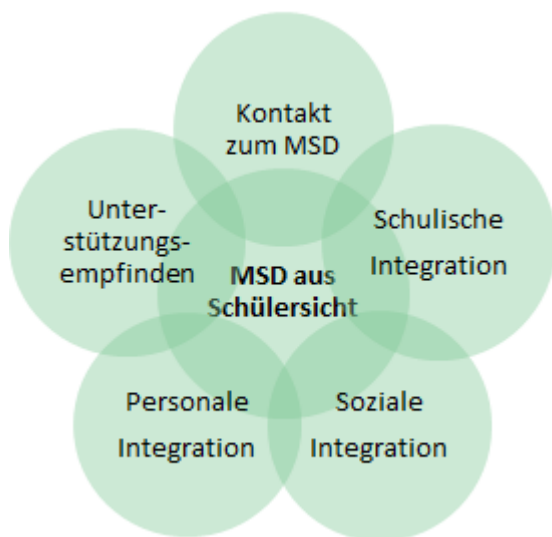 Kontakt
zum MSD
Unter-
stützungs-
empfinden
Schulische
Integration
MSD aus
Schülersicht
Personale
Integration
Soziale
Integration